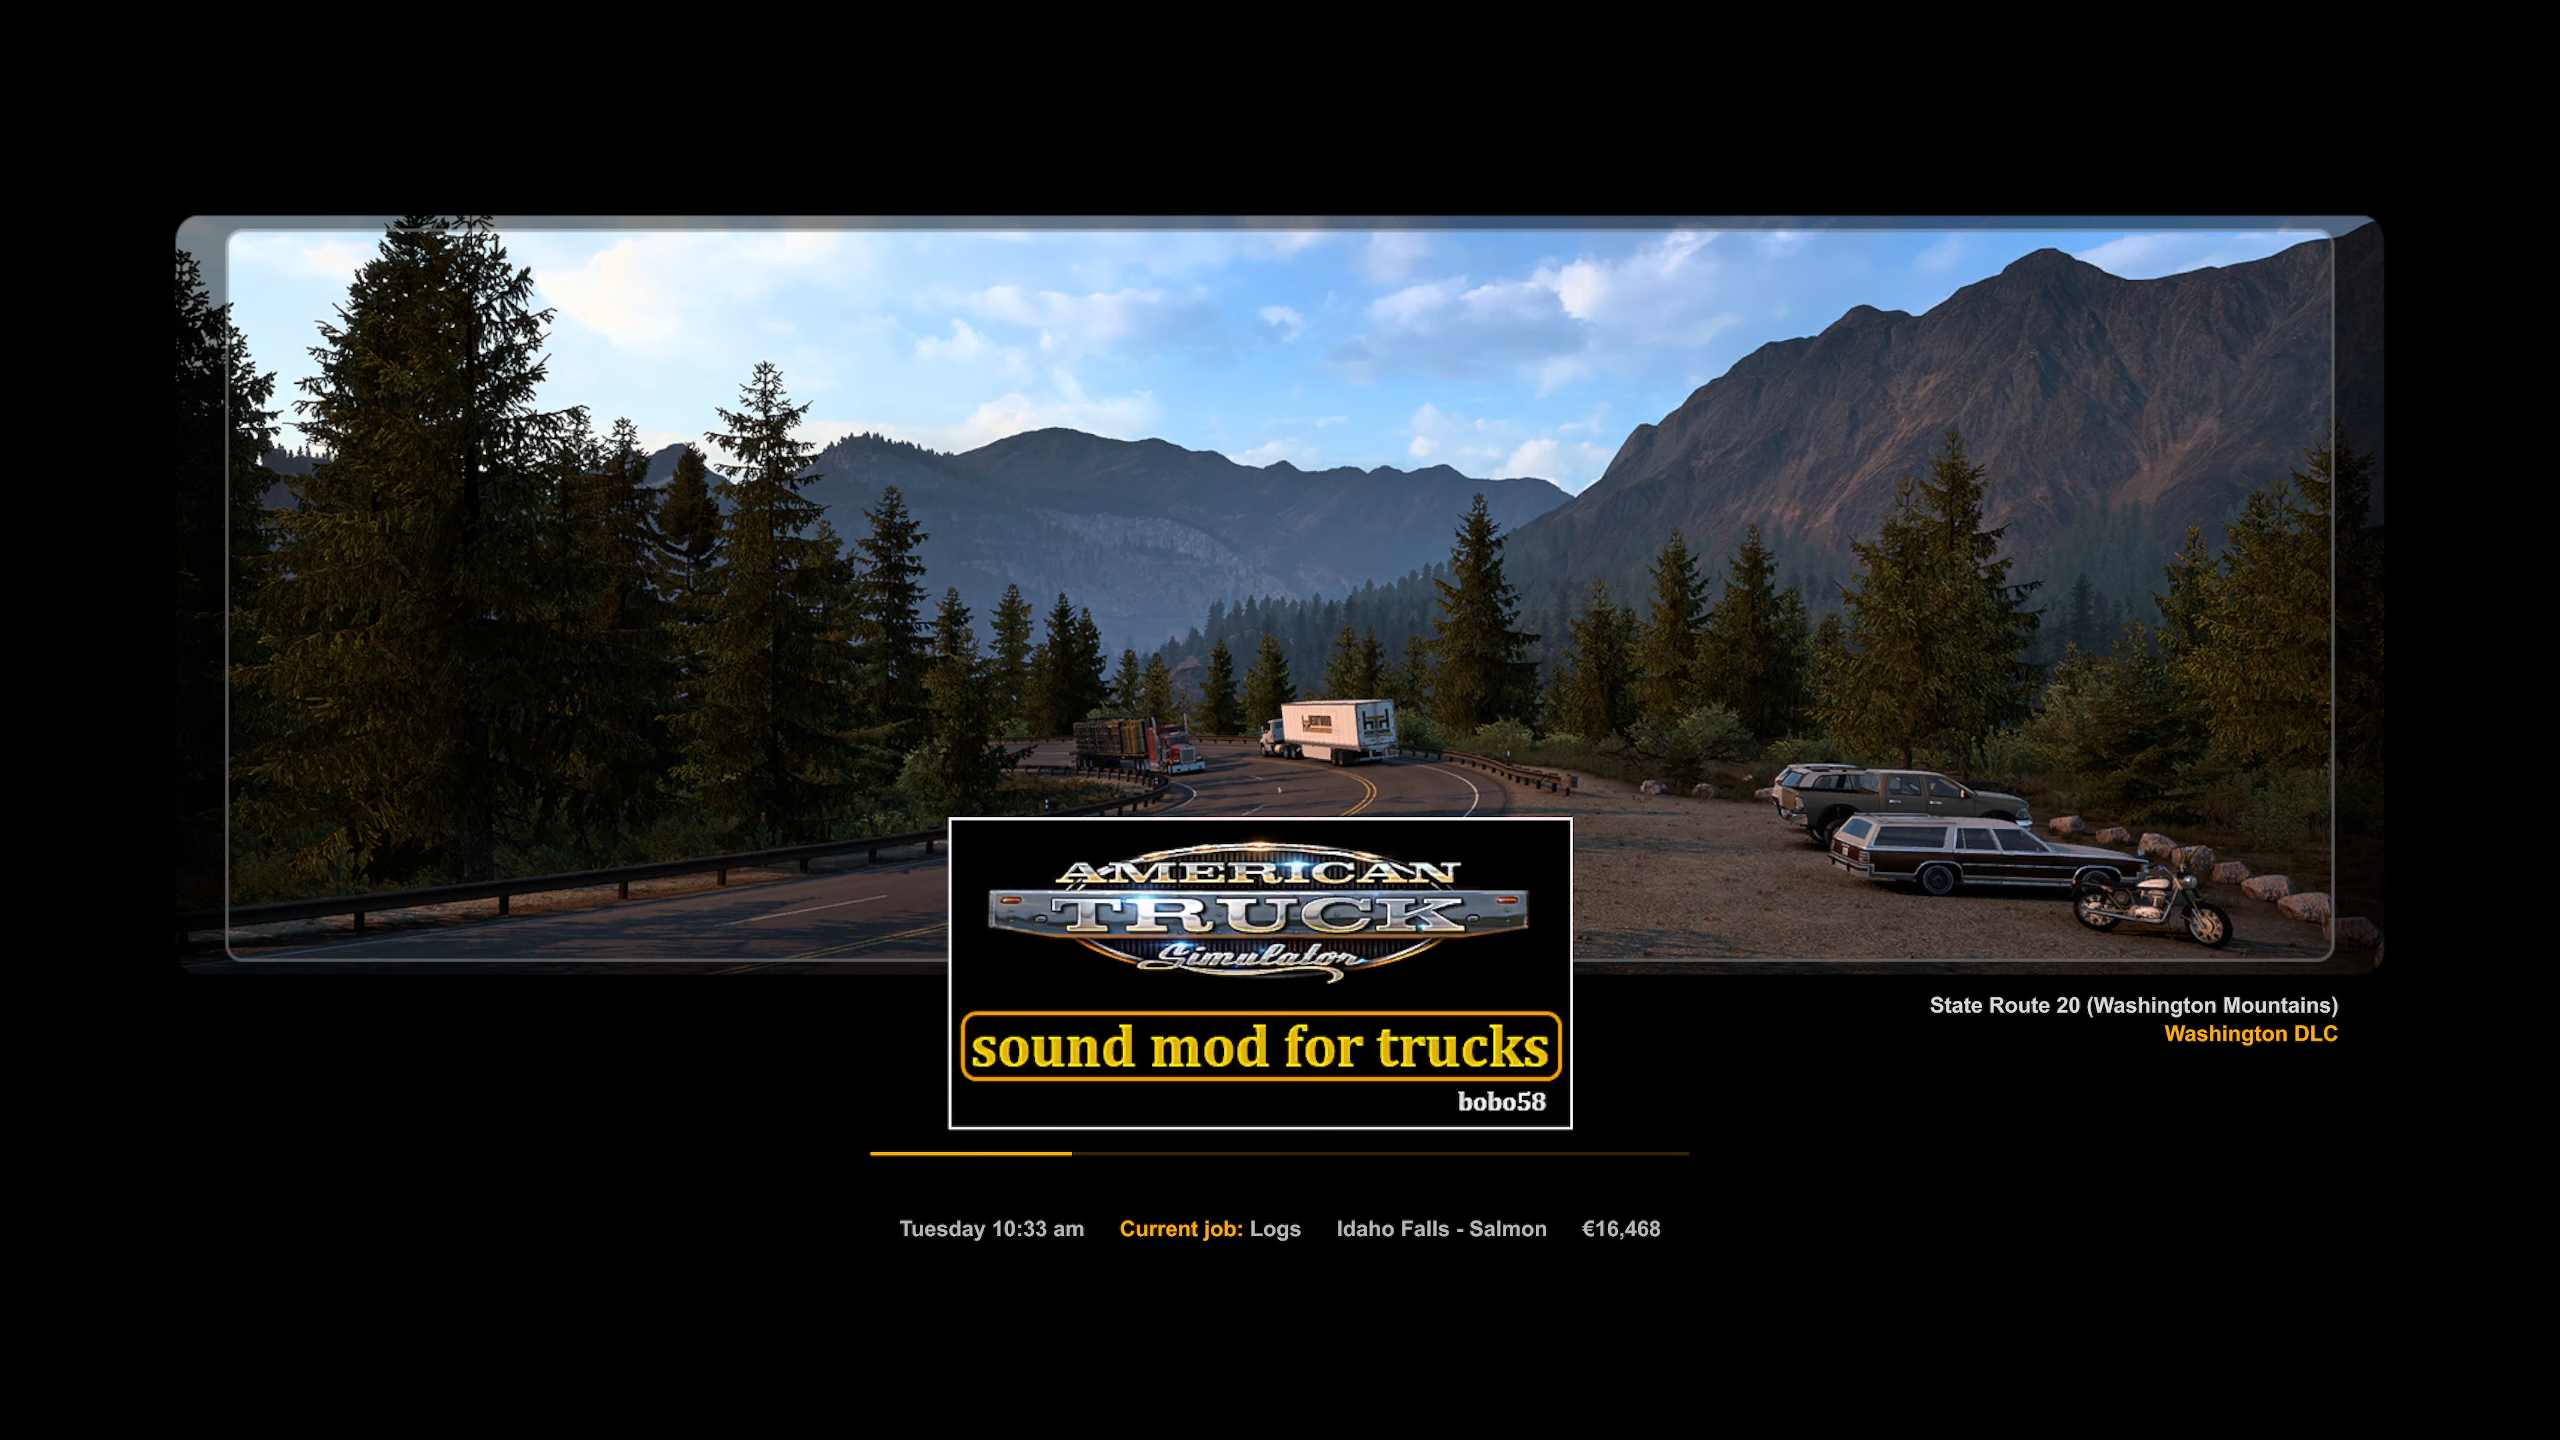 AMERICAN
TRUCK
Simulator
State Route 20 (Washington Mountains)
Washington DLC
sound mod for trucks
bobo58
Tuesday 10:33 am Current job: Logs Idaho Falls - Salmon €16,468